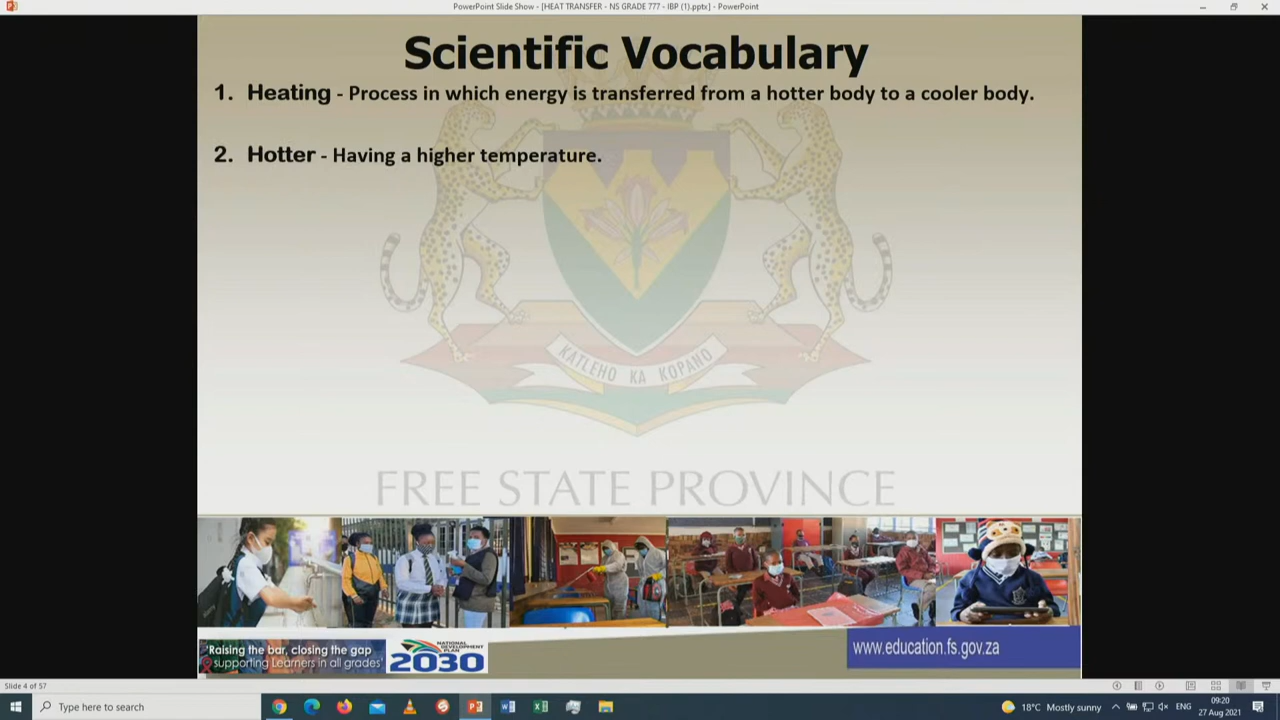 PowerPoint Slide Show - [HEAT TRANSFER - NS GRADE 777 - IBP (1).pptx] - PowerPoint
Scientific Vocabulary
1. Heating - Process in which energy is transferred from a hotter body to a cooler body.
2. Hotter - Having a higher temperature.
KATLEHO KA KOPANO
FREE STATE PROVINCE
'Raising the bar, closing the gap
supporting Learners in all grades'
NATIONAL
DEVELOPMENT
PLAN
2030
www.education.fs.gov.za
Slide 4 of 57
Type here to search
18°C Mostly sunny
ENG
09:20
27 Aug 2021